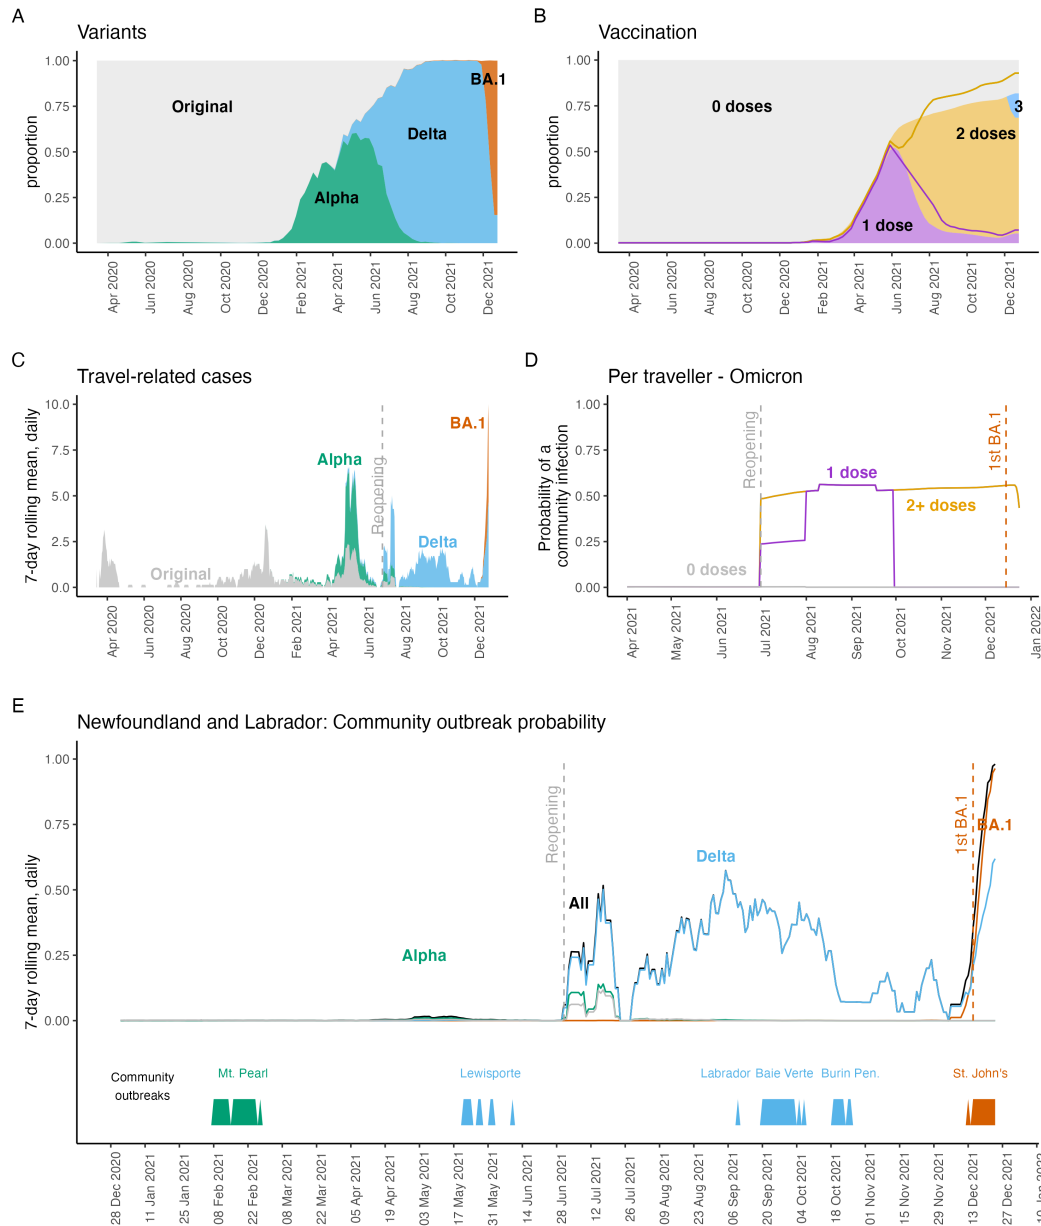 A
Variants
proportion
1.00
0.75
0.50
0.25
0.00
Original
Alpha
Delta
BA.1
Apr 2020
Jun 2020
Aug 2020
Oct 2020
Dec 2020
Feb 2021
Apr 2021
Jun 2021
Aug 2021
Oct 2021
Dec 2021
B
Vaccination
proportion
1.00
0.75
0.50
0.25
0.00
0 doses
3
2 doses
1 dose
Apr 2020
Jun 2020
Aug 2020
Oct 2020
Dec 2020
Feb 2021
Apr 2021
Jun 2021
Aug 2021
Oct 2021
Dec 2021
C
Travel-related cases
7-day rolling mean, daily
10.0
7.5
5.0
2.5
0.0
Original
Alpha
Reopening
Delta
BA.1
Apr 2020
Jun 2020
Aug 2020
Oct 2020
Dec 2020
Feb 2021
Apr 2021
Jun 2021
Aug 2021
Oct 2021
Dec 2021
D
Per traveller - Omicron
Probability of a
community infection
1.00
0.75
0.50
0.25
0.00
Reopening
1st BA.1
1 dose
2+ doses
0 doses
Apr 2021
May 2021
Jun 2021
Jul 2021
Aug 2021
Sep 2021
Oct 2021
Nov 2021
Dec 2021
Jan 2022
E
Newfoundland and Labrador: Community outbreak probability
7-day rolling mean, daily
1.00
0.75
0.50
0.25
0.00
Reopening
1st BA.1
BA.1
Delta
All
Alpha
Community
outbreaks
Mt. Pearl
Lewisporte
Labrador
Baie Verte
Burin Pen.
St. John's
28 Dec 2020
11 Jan 2021
25 Jan 2021
08 Feb 2021
22 Feb 2021
08 Mar 2021
22 Mar 2021
05 Apr 2021
19 Apr 2021
03 May 2021
17 May 2021
31 May 2021
14 Jun 2021
28 Jun 2021
12 Jul 2021
26 Jul 2021
09 Aug 2021
23 Aug 2021
06 Sep 2021
20 Sep 2021
04 Oct 2021
18 Oct 2021
01 Nov 2021
15 Nov 2021
29 Nov 2021
13 Dec 2021
27 Dec 2021